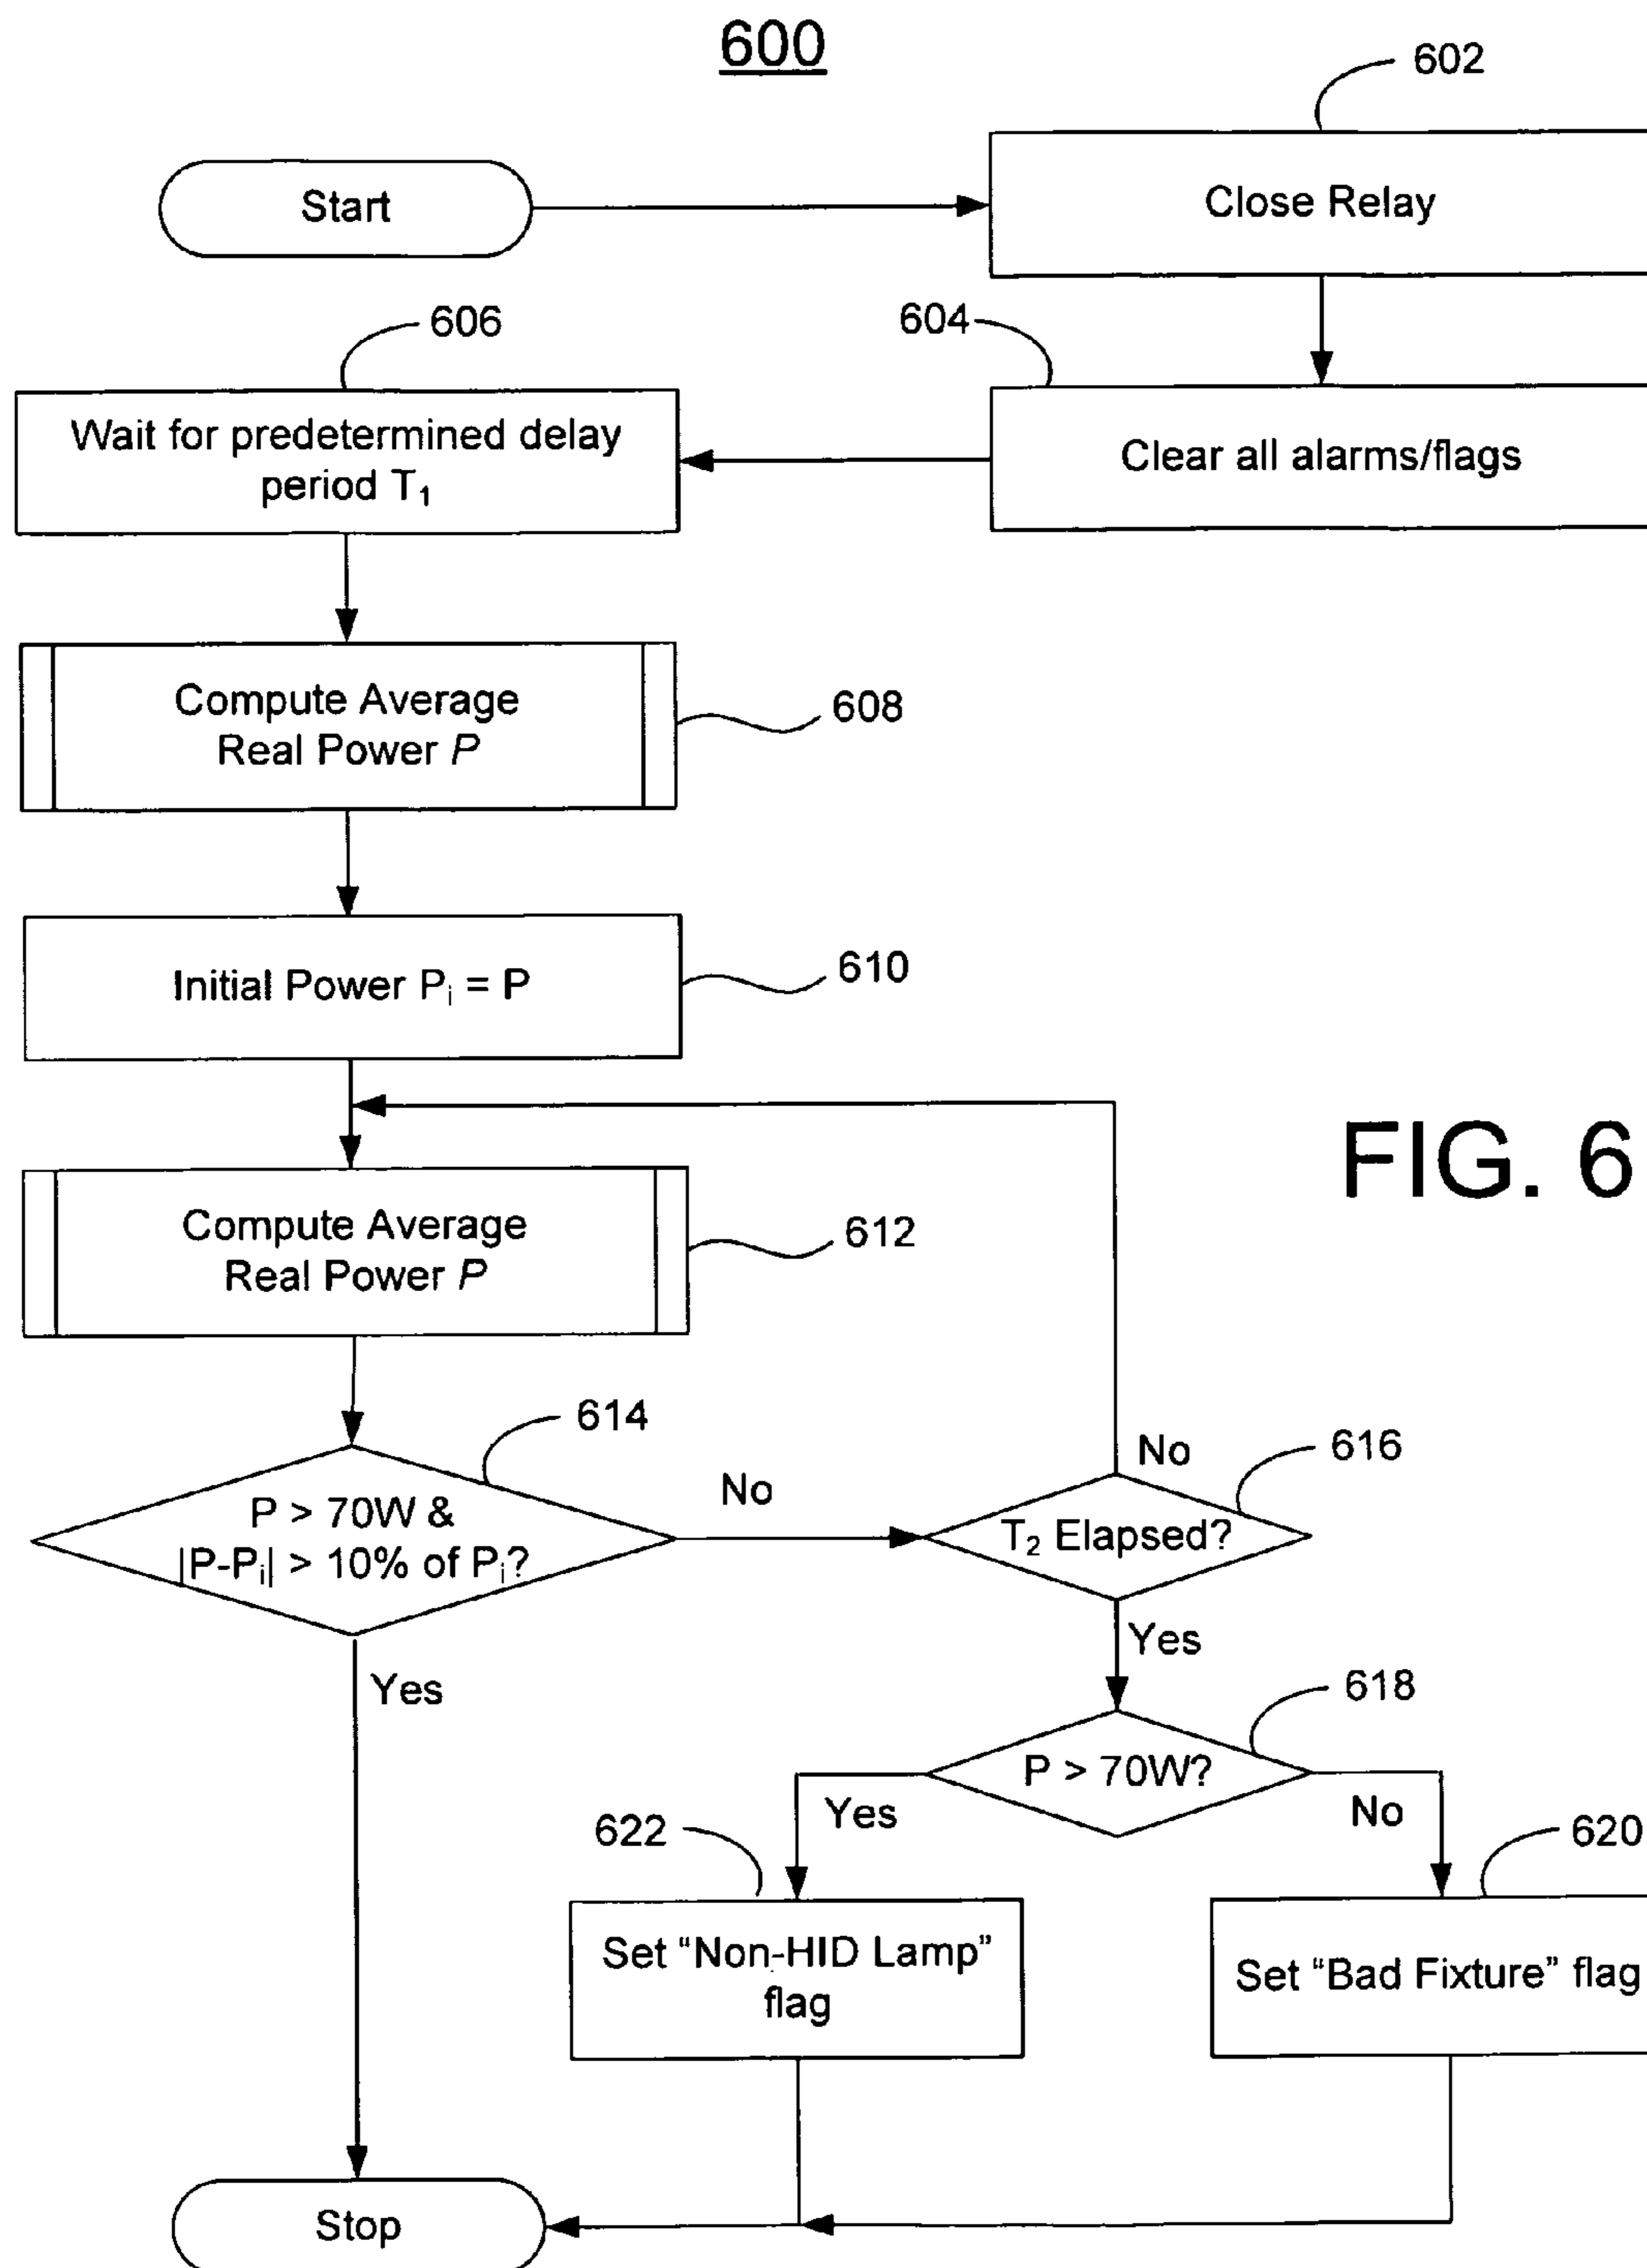 600
602
Start
Close Relay
606
604
Wait for predetermined delay
period T₁
Clear all alarms/flags
Compute Average
Real Power P
608
Initial Power Pᵢ = P
610
FIG. 6
Compute Average
Real Power P
612
614
P > 70W &
|P-Pᵢ| > 10% of Pᵢ?
No
No
616
T₂ Elapsed?
Yes
Yes
618
P > 70W?
Yes
No
622
620
Set “Non-HID Lamp”
flag
Set “Bad Fixture” flag
Stop